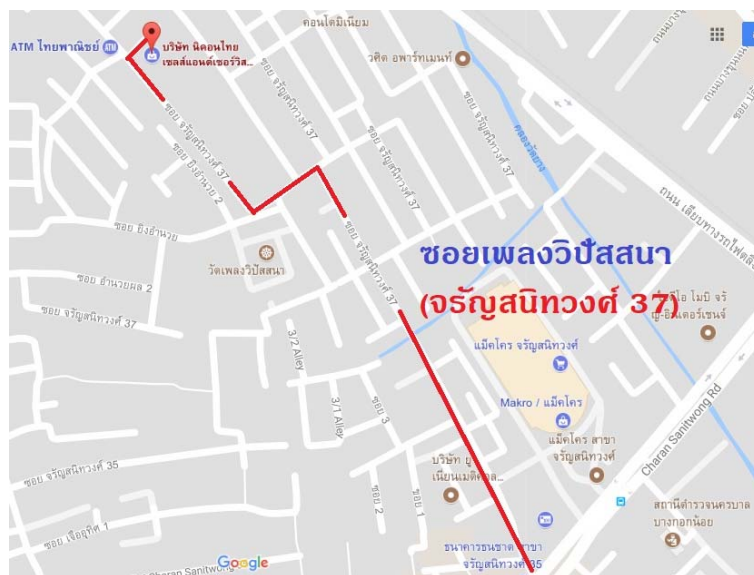 คอนโดมิเนียม
ATM ไทยพาณิชย์
ATM
บริษัท นิคอนไทย
เซลส์แอนด์เซอร์วิส...
วศิต อพาร์ทเมนท์
ซอย จรัญสนิทวงศ์ 37
ซอย จรัญสนิทวงศ์ 37
ซอย จรัญสนิทวงศ์ 37
ซอย จรัญสนิทวงศ์ 37
ซอย ยิ่งอำนวย 2
ซอย ยิ่งอำนวย
วัดเพลงวิปัสสนา
ถนน เลียบทางรถไฟตลิ่ง
ซอยเพลงวิปัสสนา
(จรัญสนิทวงศ์ 37)
ซอย อำนวยผล 2
ซอย จรัญสนิทวงศ์ 37
ซอย จรัญสนิทวงศ์ 37
แม็คโคร จรัญสนิทวงศ์
Makro / แม็คโคร
แม็คโคร สาขา
จรัญสนิทวงศ์
Charan Sanitwong Rd
3/2 Alley
3/1 Alley
ซอย 3
ซอย 2
ซอย 1
ซอย จรัญสนิทวงศ์ 35
ซอย เจืออุทิศ 1
บริษัท ยู
เนี่ยนเมดิคอล...
สถานีตำรวจนครบาล
บางกอกน้อย
ธนาคารธนชาต สาขา
จรัญสนิทวงศ์ 35
Google
Charan Sanitwong